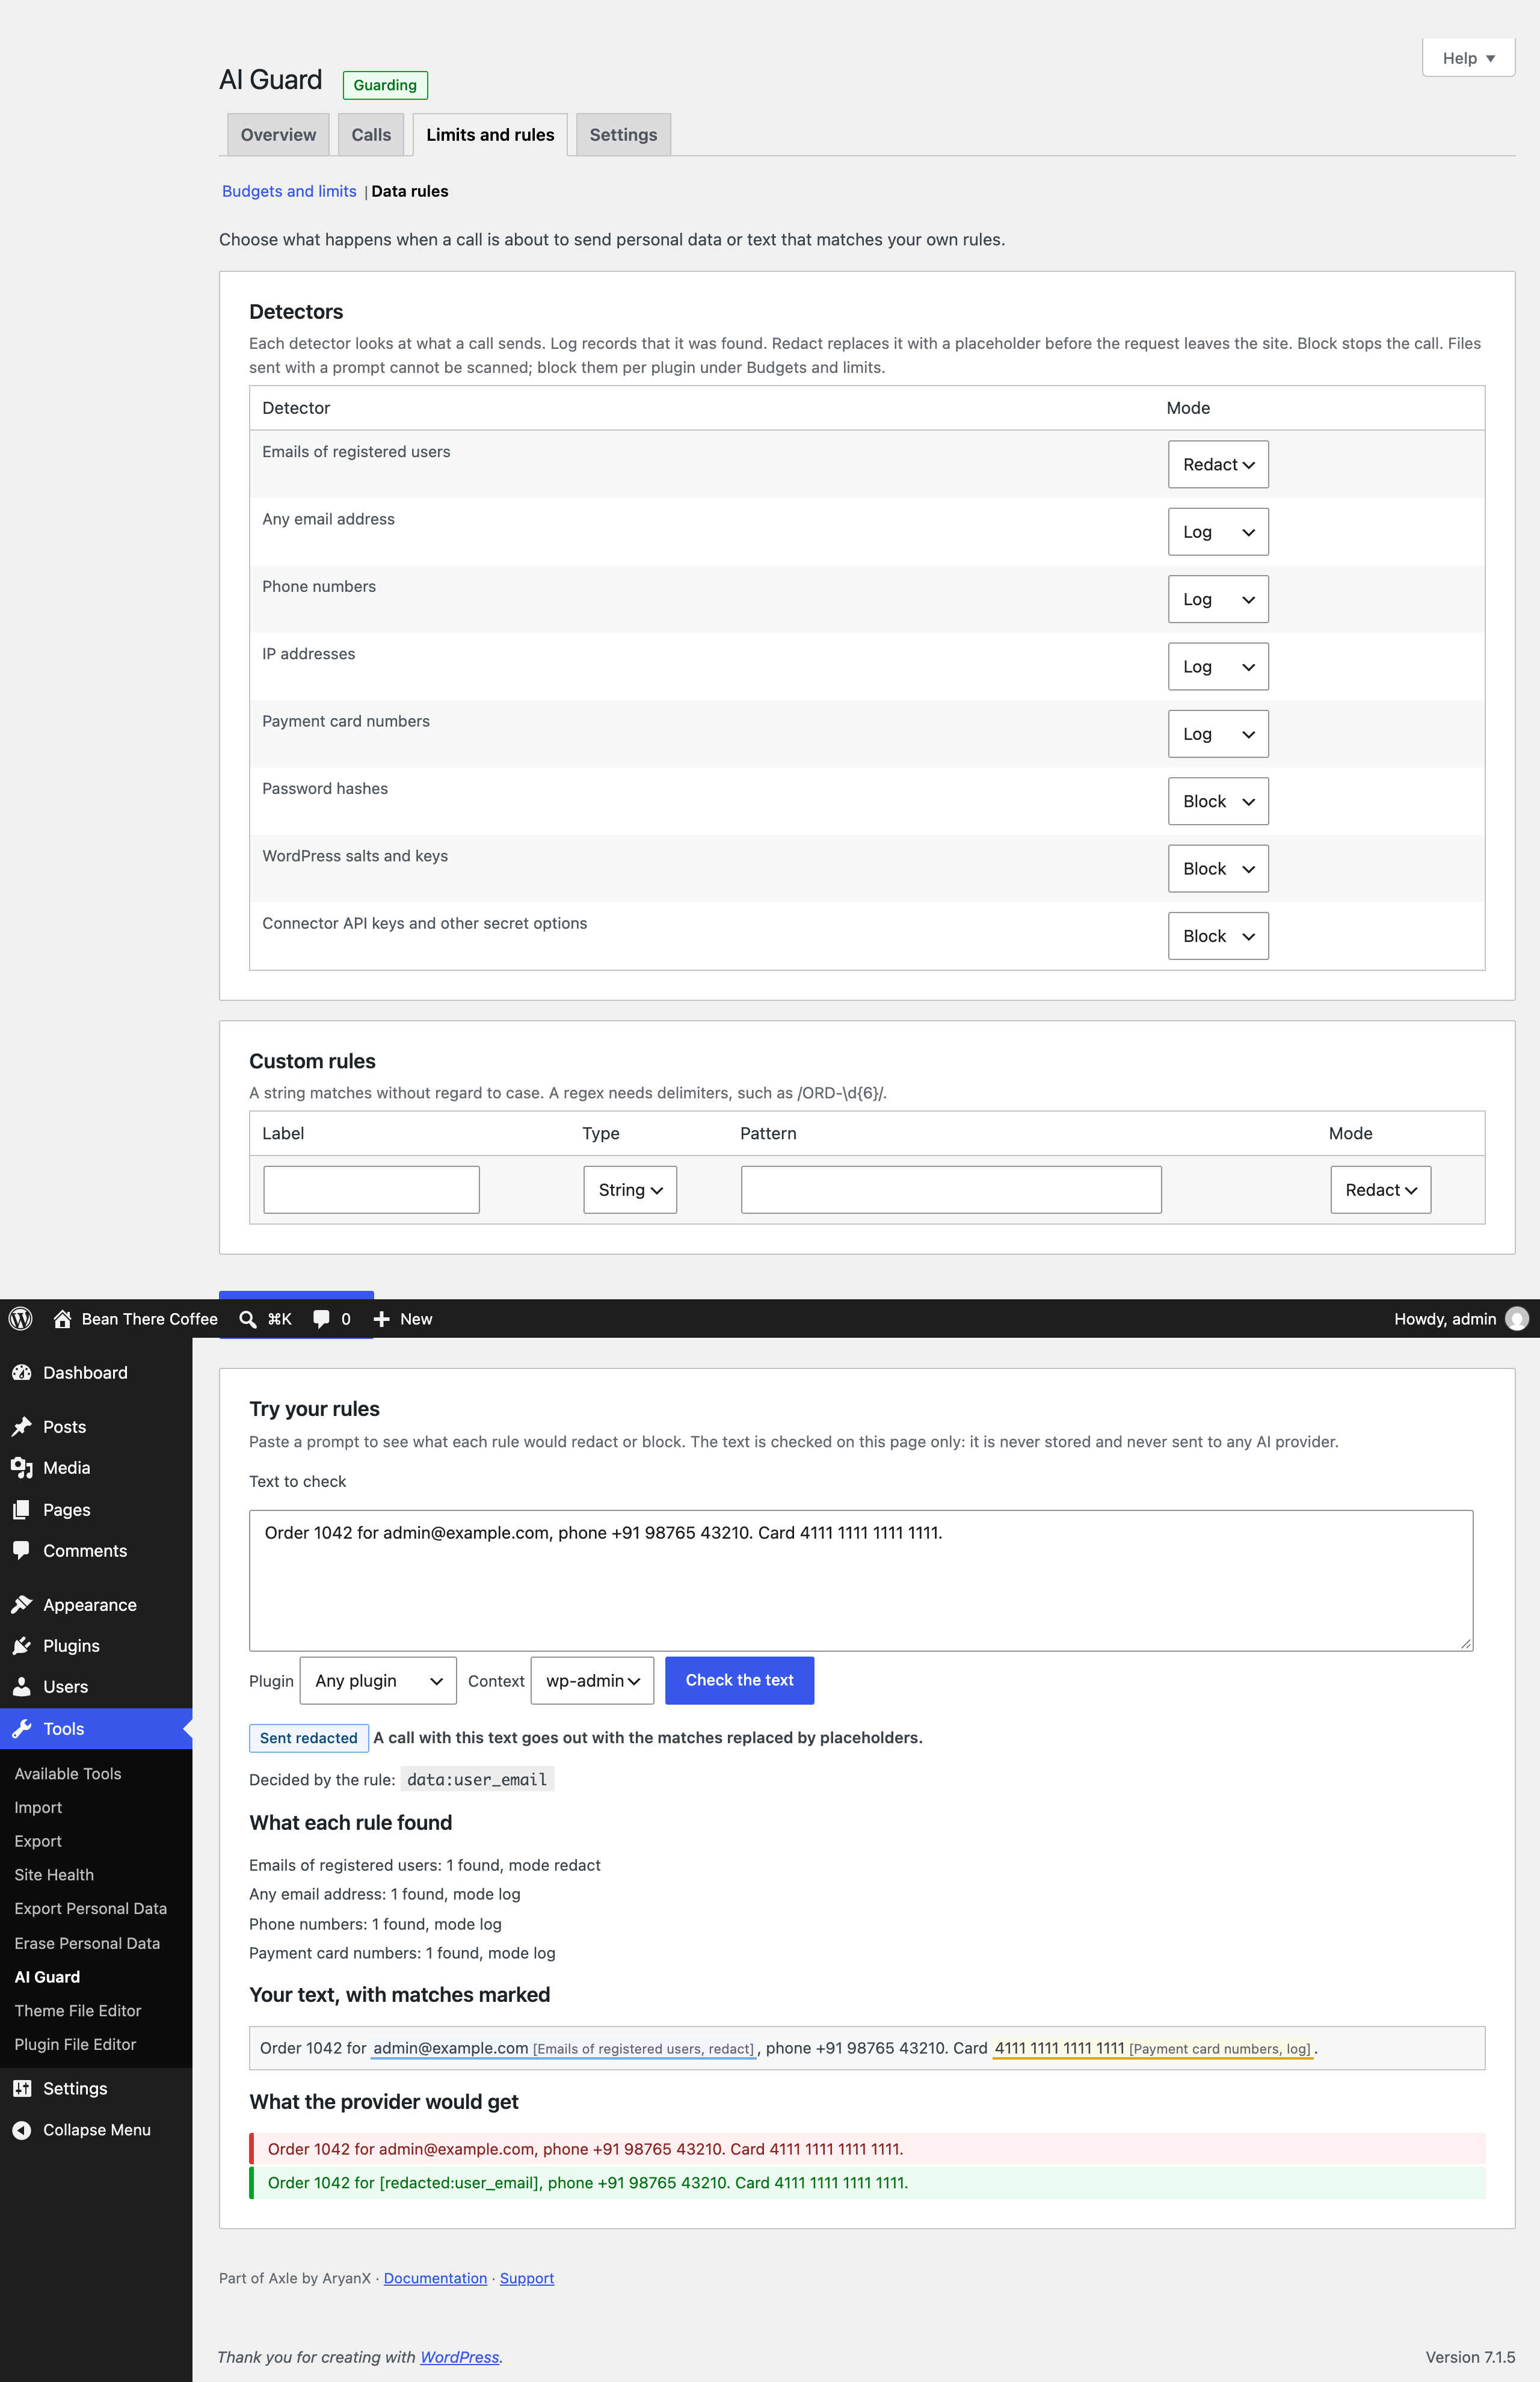 Help
AI Guard
Guarding
Overview
Calls
Limits and rules
Settings
Budgets and limits | Data rules
Choose what happens when a call is about to send personal data or text that matches your own rules.
Detectors
Each detector looks at what a call sends. Log records that it was found. Redact replaces it with a placeholder before the request leaves the site. Block stops the call. Files
sent with a prompt cannot be scanned; block them per plugin under Budgets and limits.
Detector Mode
Emails of registered users Redact
Any email address Log
Phone numbers Log
IP addresses Log
Payment card numbers Log
Password hashes Block
WordPress salts and keys Block
Connector API keys and other secret options Block
Custom rules
A string matches without regard to case. A regex needs delimiters, such as /ORD-\d{6}/.
Label Type Pattern Mode
String Redact
Bean There Coffee ⌘K 0 New Howdy, admin
Dashboard
Posts
Media
Pages
Comments
Appearance
Plugins
Users
Tools
Available Tools
Import
Export
Site Health
Export Personal Data
Erase Personal Data
AI Guard
Theme File Editor
Plugin File Editor
Settings
Collapse Menu
Try your rules
Paste a prompt to see what each rule would redact or block. The text is checked on this page only: it is never stored and never sent to any AI provider.
Text to check
Order 1042 for admin@example.com, phone +91 98765 43210. Card 4111 1111 1111 1111.
Plugin Any plugin Context wp-admin Check the text
Sent redacted A call with this text goes out with the matches replaced by placeholders.
Decided by the rule: data:user_email
What each rule found
Emails of registered users: 1 found, mode redact
Any email address: 1 found, mode log
Phone numbers: 1 found, mode log
Payment card numbers: 1 found, mode log
Your text, with matches marked
Order 1042 for admin@example.com [Emails of registered users, redact], phone +91 98765 43210. Card 4111 1111 1111 1111 [Payment card numbers, log].
What the provider would get
Order 1042 for admin@example.com, phone +91 98765 43210. Card 4111 1111 1111 1111.
Order 1042 for [redacted:user_email], phone +91 98765 43210. Card 4111 1111 1111 1111.
Part of Axle by AryanX · Documentation · Support
Thank you for creating with WordPress.
Version 7.1.5